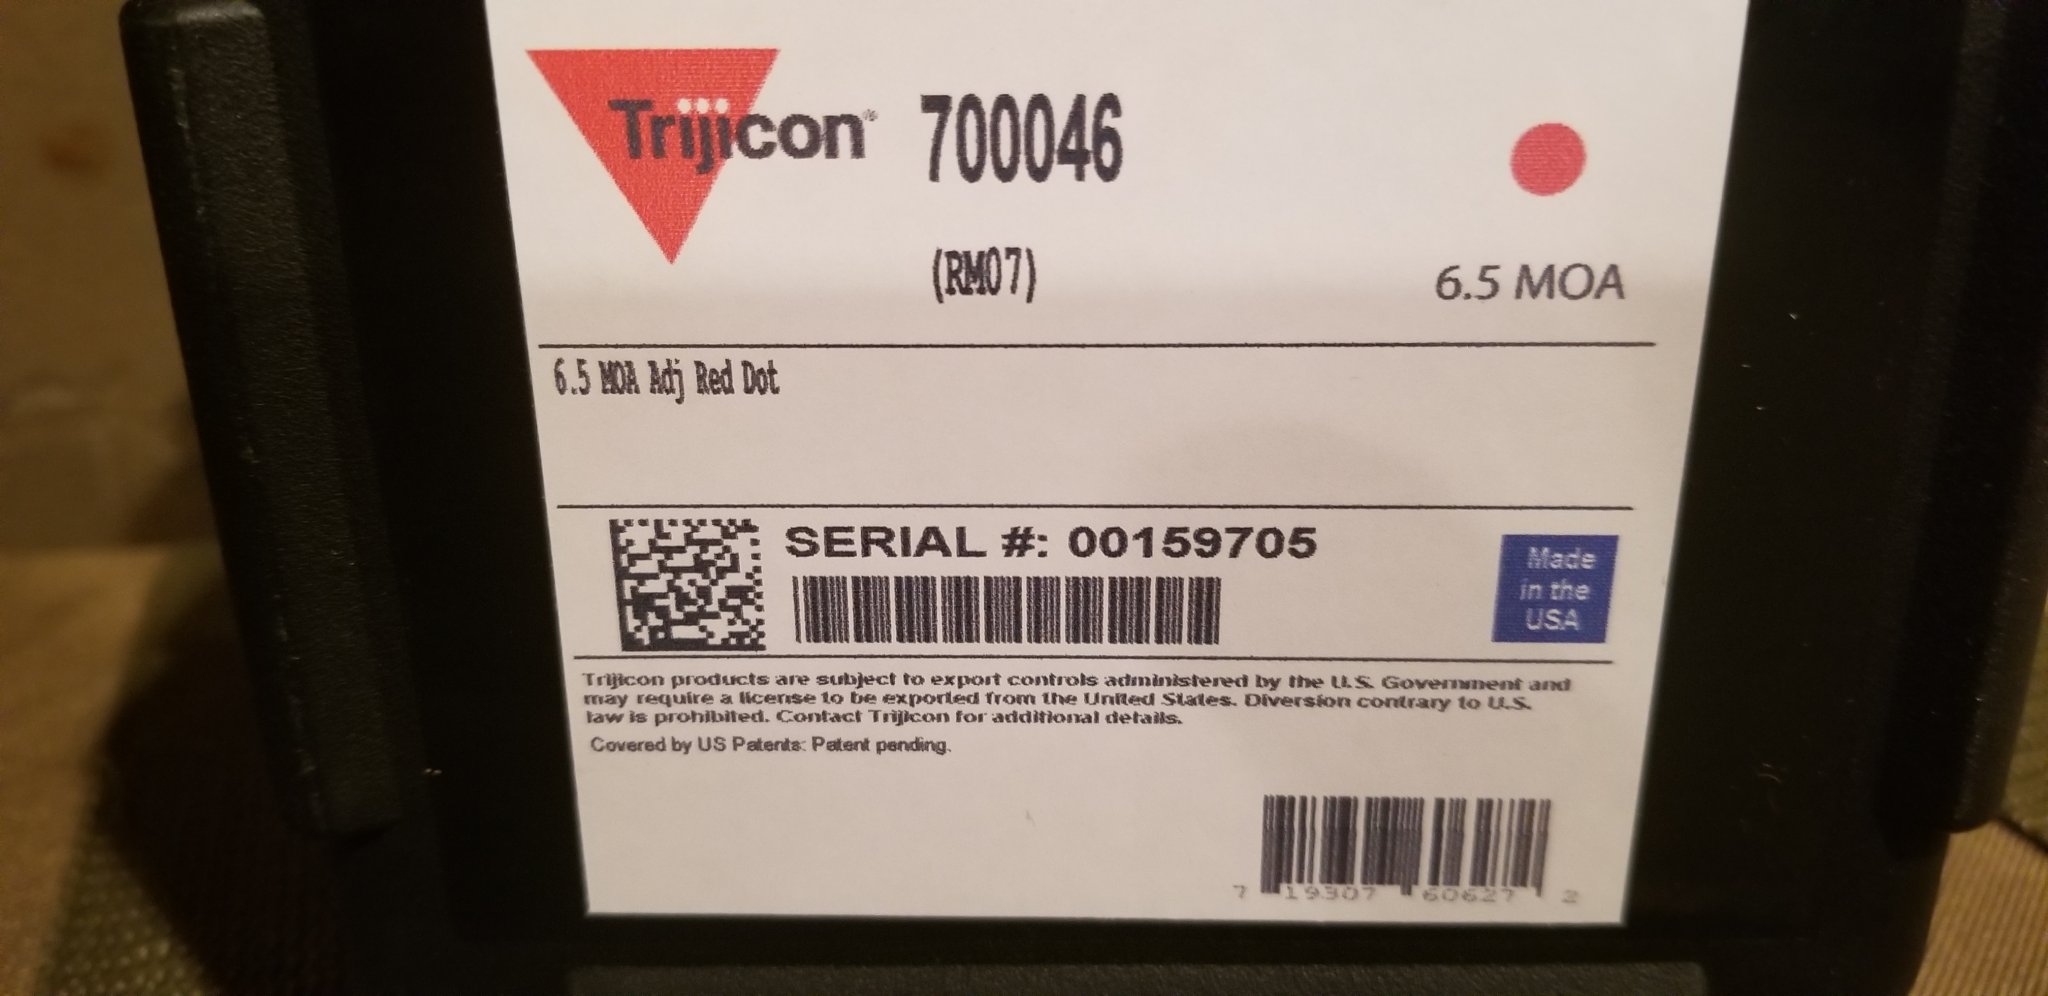 Trijicon® 700046
(RM07)
6.5 MOA
6.5 MOA Adj Red Dot
SERIAL #: 00159705
Made
in the
USA
Trijicon products are subject to export controls administered by the U.S. Government and
may require a license to be exported from the United States. Diversion contrary to U.S.
law is prohibited. Contact Trijicon for additional details.
Covered by US Patents: Patent pending.
7 19307 60627 2